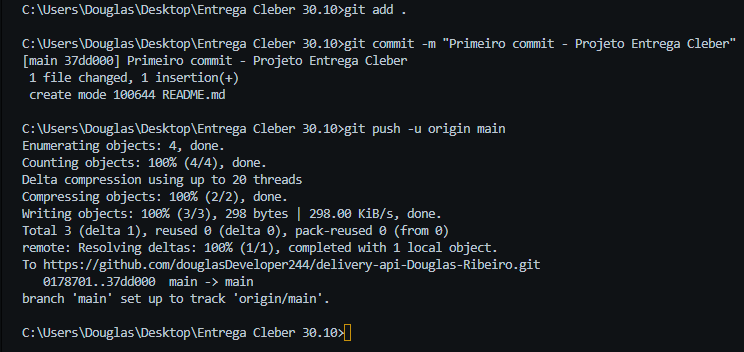 C:\Users\Douglas\Desktop\Entrega Cleber 30.10>git add .
C:\Users\Douglas\Desktop\Entrega Cleber 30.10>git commit -m "Primeiro commit - Projeto Entrega Cleber"
[main 37dd000] Primeiro commit - Projeto Entrega Cleber
1 file changed, 1 insertion(+)
create mode 100644 README.md
C:\Users\Douglas\Desktop\Entrega Cleber 30.10>git push -u origin main
Enumerating objects: 4, done.
Counting objects: 100% (4/4), done.
Delta compression using up to 20 threads
Compressing objects: 100% (2/2), done.
Writing objects: 100% (3/3), 298 bytes | 298.00 KiB/s, done.
Total 3 (delta 1), reused 0 (delta 0), pack-reused 0 (from 0)
remote: Resolving deltas: 100% (1/1), completed with 1 local object.
To https://github.com/douglasDeveloper244/delivery-api-Douglas-Ribeiro.git
0178701..37dd000  main -> main
branch 'main' set up to track 'origin/main'.
C:\Users\Douglas\Desktop\Entrega Cleber 30.10>